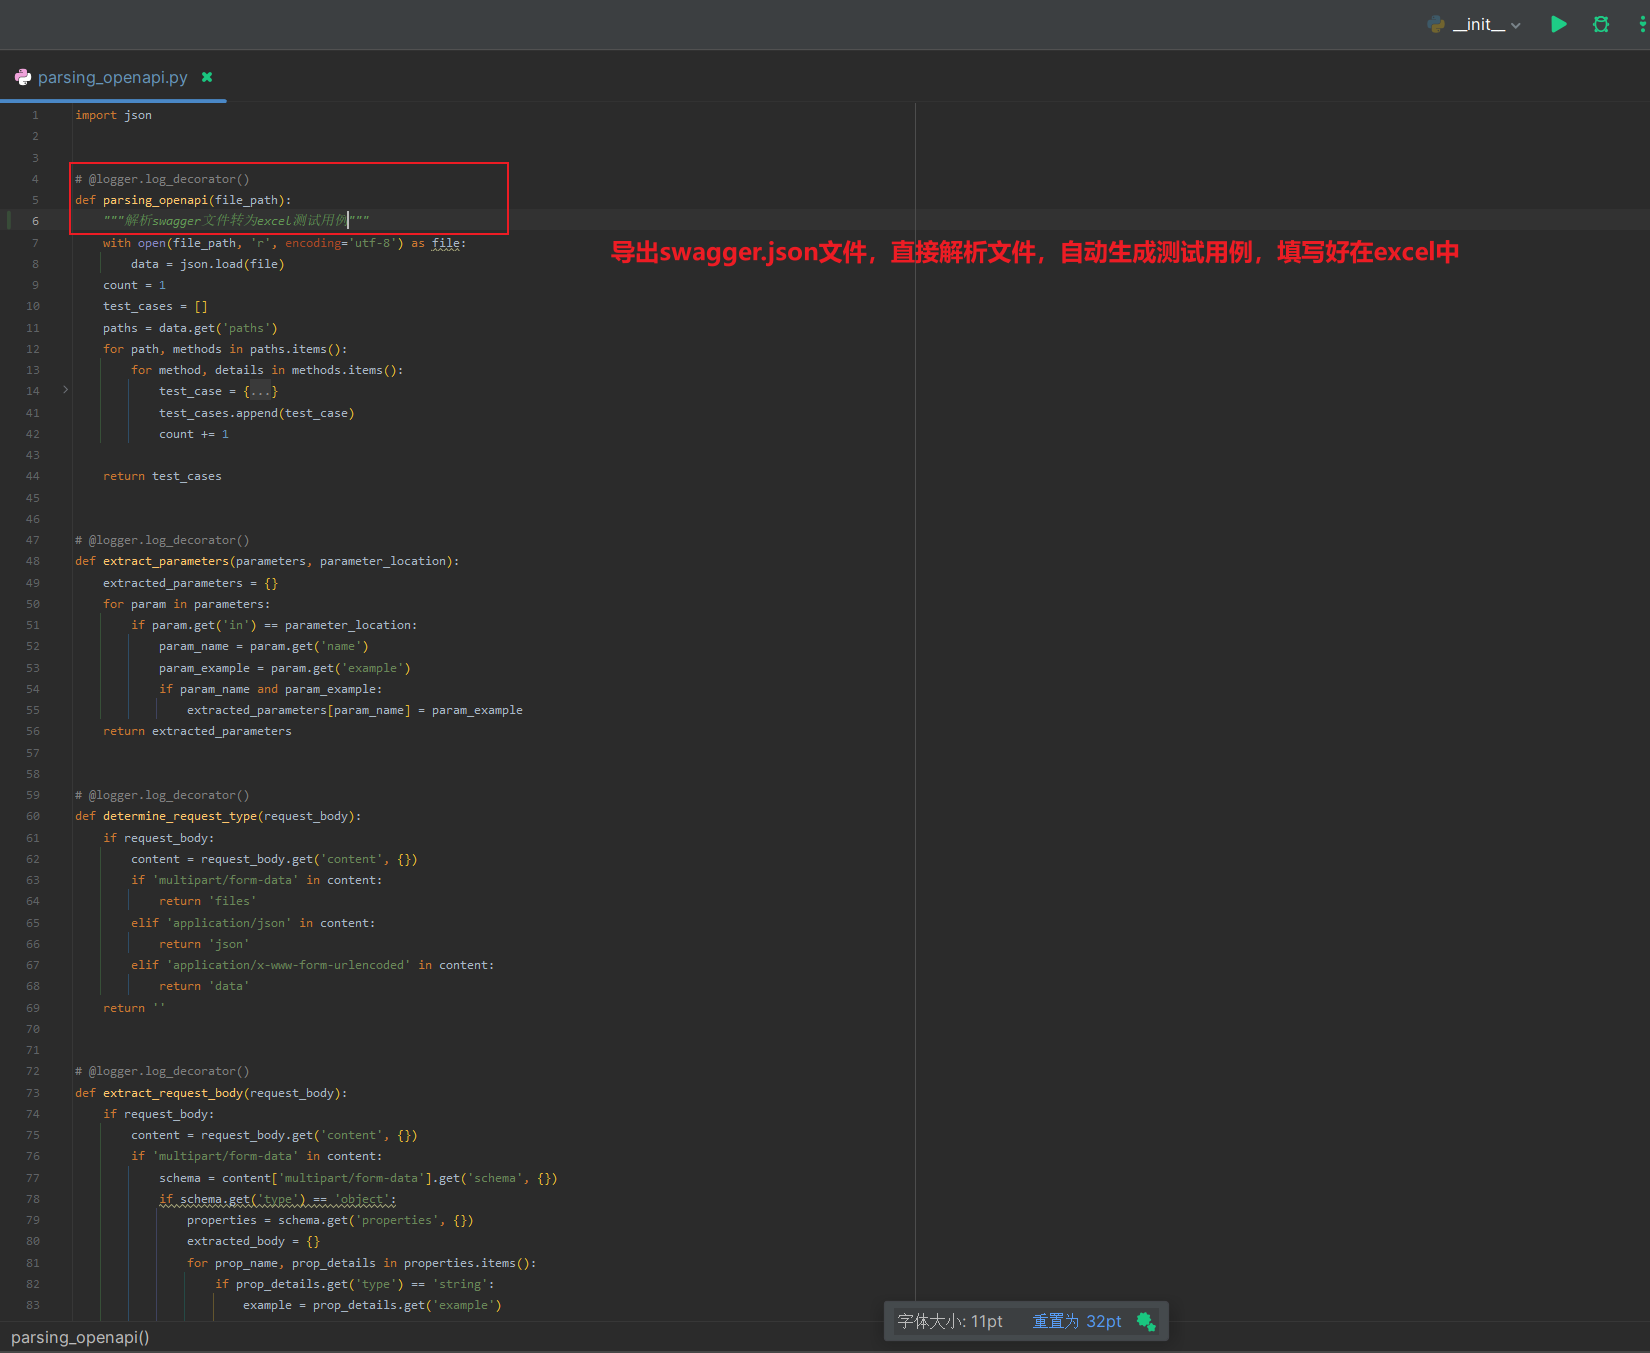 __init__
parsing_openapi.py
1 import json
2
3
4 # @logger.log_decorator()
5 def parsing_openapi(file_path):
6 """解析swagger文件转为excel测试用例"""
7 with open(file_path, 'r', encoding='utf-8') as file:
导出swagger.json文件，直接解析文件，自动生成测试用例，填写好在excel中
8 data = json.load(file)
9 count = 1
10 test_cases = []
11 paths = data.get('paths')
12 for path, methods in paths.items():
13 for method, details in methods.items():
14 test_case = {...}
41 test_cases.append(test_case)
42 count += 1
43
44 return test_cases
45
46
47 # @logger.log_decorator()
48 def extract_parameters(parameters, parameter_location):
49 extracted_parameters = {}
50 for param in parameters:
51 if param.get('in') == parameter_location:
52 param_name = param.get('name')
53 param_example = param.get('example')
54 if param_name and param_example:
55 extracted_parameters[param_name] = param_example
56 return extracted_parameters
57
58
59 # @logger.log_decorator()
60 def determine_request_type(request_body):
61 if request_body:
62 content = request_body.get('content', {})
63 if 'multipart/form-data' in content:
64 return 'files'
65 elif 'application/json' in content:
66 return 'json'
67 elif 'application/x-www-form-urlencoded' in content:
68 return 'data'
69 return ''
70
71
72 # @logger.log_decorator()
73 def extract_request_body(request_body):
74 if request_body:
75 content = request_body.get('content', {})
76 if 'multipart/form-data' in content:
77 schema = content['multipart/form-data'].get('schema', {})
78 if schema.get('type') == 'object':
79 properties = schema.get('properties', {})
80 extracted_body = {}
81 for prop_name, prop_details in properties.items():
82 if prop_details.get('type') == 'string':
83 example = prop_details.get('example')
字体大小: 11pt 重置为 32pt
parsing_openapi()